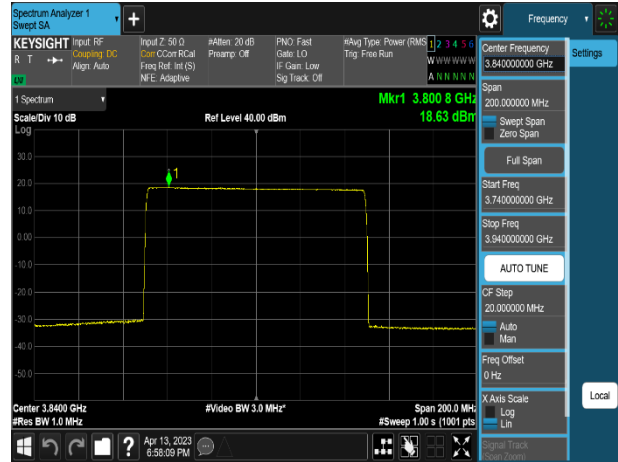 Spectrum Analyzer 1
Swept SA
Frequency
KEYSIGHT
R T
LXI
Input: RF
Coupling: DC
Align: Auto
Input Z: 50 Ω
Corr CCorr RCal
Freq Ref: Int (S)
NFE: Adaptive
#Atten: 20 dB
Preamp: Off
PNO: Fast
Gate: LO
IF Gain: Low
Sig Track: Off
#Avg Type: Power (RMS
Trig: Free Run
1 2 3 4 5 6
W W W W W W
A N N N N N
1 Spectrum
Scale/Div 10 dB
Ref Level 40.00 dBm
Mkr1 3.800 8 GHz
18.63 dBm
Log
30.0
20.0
10.0
0.00
-10.0
-20.0
-30.0
-40.0
-50.0
1
Center 3.8400 GHz
#Res BW 1.0 MHz
#Video BW 3.0 MHz*
Span 200.0 MHz
#Sweep 1.00 s (1001 pts
Apr 13, 2023
6:58:09 PM
Center Frequency
3.840000000 GHz
Span
200.000000 MHz
Swept Span
Zero Span
Full Span
Start Freq
3.740000000 GHz
Stop Freq
3.940000000 GHz
AUTO TUNE
CF Step
20.000000 MHz
Auto
Man
Freq Offset
0 Hz
X Axis Scale
Log
Lin
Signal Track
(Span Zoom)
Settings
Local